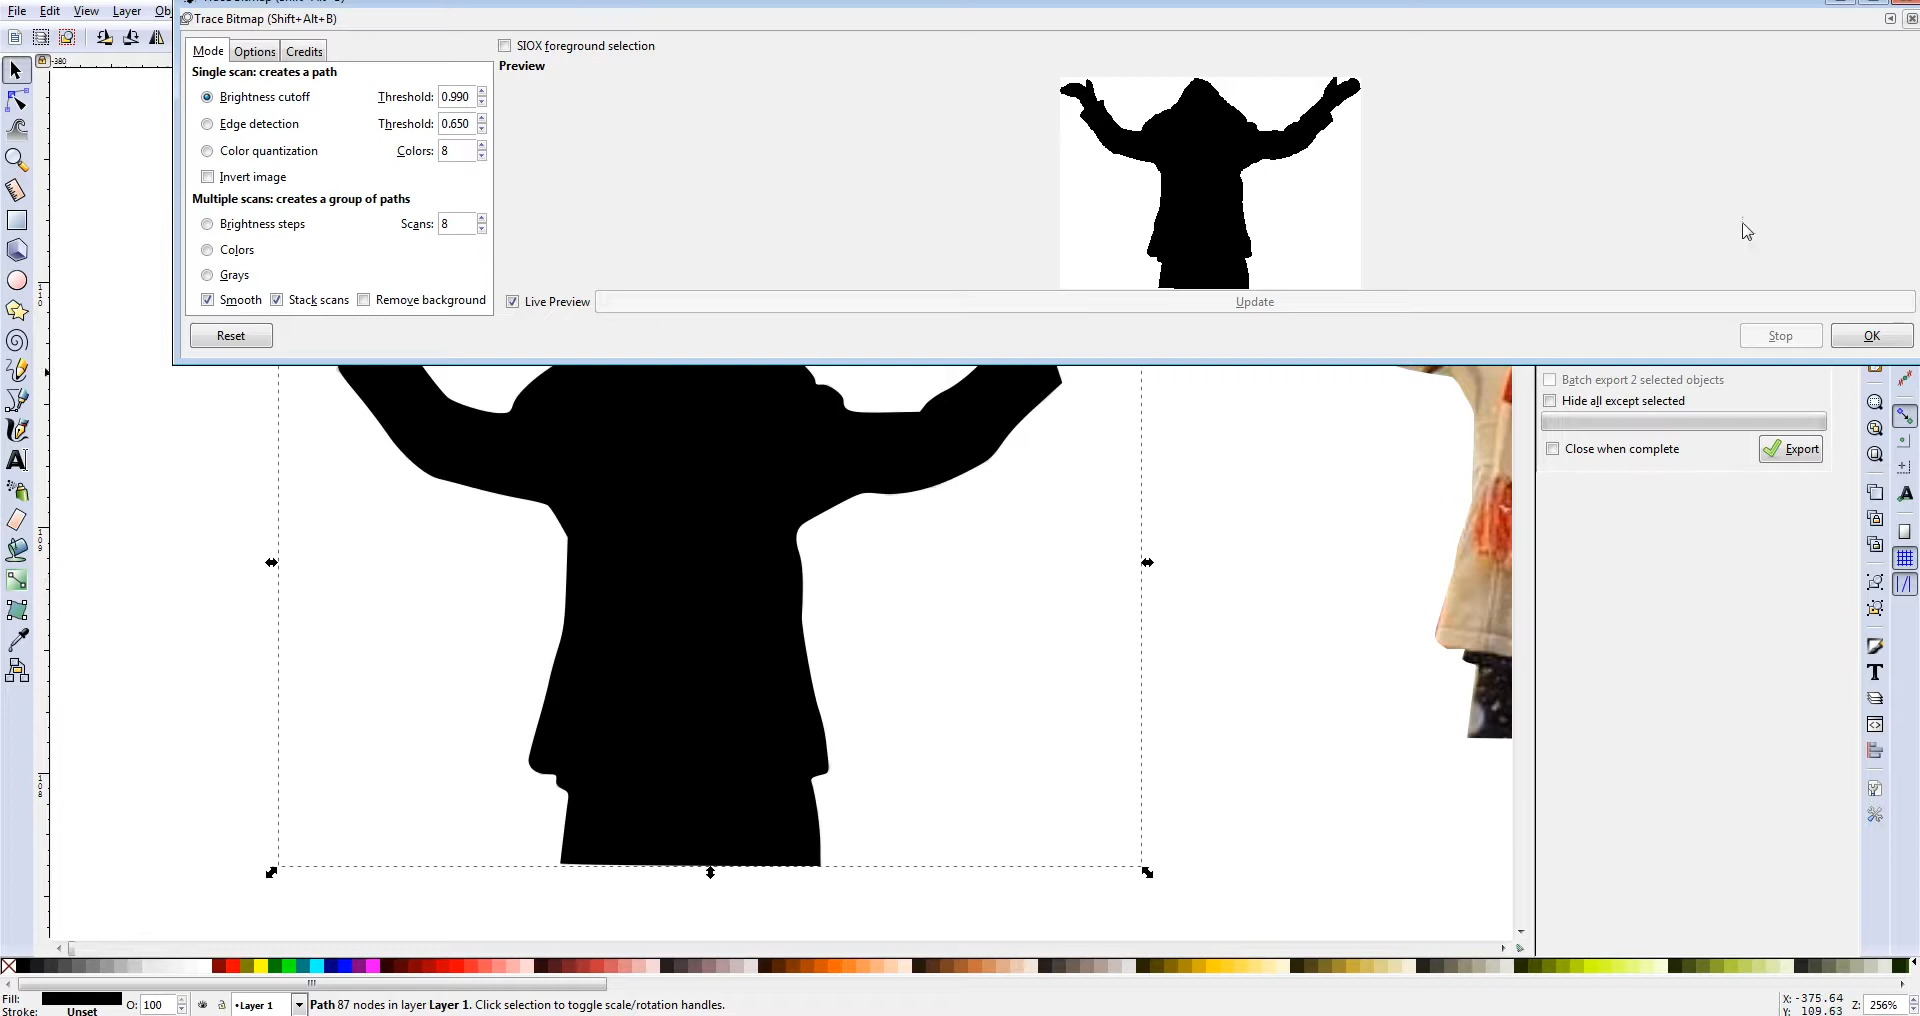 File Edit View Layer
Trace Bitmap (Shift+Alt+B)
Mode Options Credits
SIOX foreground selection
Preview
Single scan: creates a path
Brightness cutoff Threshold: 0.990
Edge detection Threshold: 0.650
Color quantization Colors: 8
Invert image
Multiple scans: creates a group of paths
Brightness steps Scans: 8
Colors
Grays
Smooth Stack scans Remove background
Live Preview Update
Reset Stop OK
Batch export 2 selected objects
Hide all except selected
Close when complete Export
Fill: O: 100 •Layer 1 Path 87 nodes in layer Layer 1. Click selection to toggle scale/rotation handles.
Stroke: Unset
X: -375.64
Y: 109.63
Z: 256%